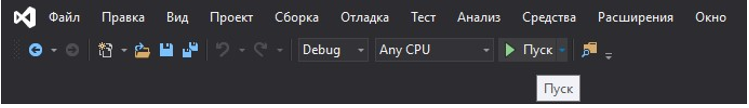 Файл Правка Вид Проект Сборка Отладка Тест Анализ Средства Расширения Окно
Debug Any CPU Пуск
Пуск